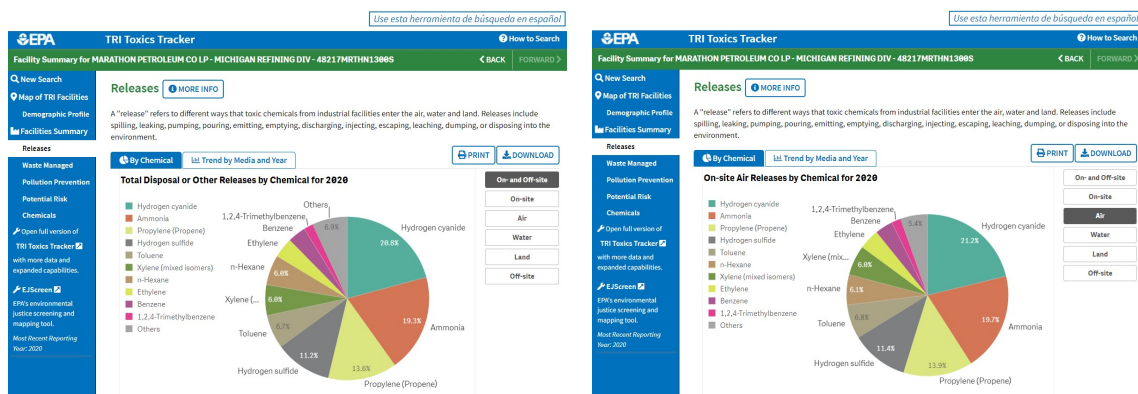 Use esta herramienta de búsqueda en español
EPA
TRI Toxics Tracker
How to Search
Facility Summary for MARATHON PETROLEUM CO LP - MICHIGAN REFINING DIV - 48217MRTHN1300S
BACK
FORWARD
New Search
Map of TRI Facilities
Demographic Profile
Facilities Summary
Releases
Waste Managed
Pollution Prevention
Potential Risk
Chemicals
Open full version of
TRI Toxics Tracker
with more data and
expanded capabilities.
EJScreen
EPA's environmental
justice screening and
mapping tool.
Most Recent Reporting
Year: 2020
Releases
MORE INFO
A "release" refers to different ways that toxic chemicals from industrial facilities enter the air, water and land. Releases include
spilling, leaking, pumping, pouring, emitting, emptying, discharging, injecting, escaping, leaching, dumping, or disposing into the
environment.
By Chemical
Trend by Media and Year
PRINT
DOWNLOAD
Total Disposal or Other Releases by Chemical for 2020
Hydrogen cyanide
Ammonia
Propylene (Propene)
Hydrogen sulfide
Toluene
Xylene (mixed isomers)
n-Hexane
Ethylene
Benzene
1,2,4-Trimethylbenzene
Others
Others
1,2,4-Trimethylbenzene
Benzene
Ethylene
n-Hexane
Xylene (...
Toluene
Hydrogen sulfide
Propylene (Propene)
Ammonia
Hydrogen cyanide
6.9%
20.8%
6.0%
6.0%
6.7%
11.2%
13.6%
19.3%
On- and Off-site
On-site
Air
Water
Land
Off-site
Use esta herramienta de búsqueda en español
EPA
TRI Toxics Tracker
How to Search
Facility Summary for MARATHON PETROLEUM CO LP - MICHIGAN REFINING DIV - 48217MRTHN1300S
BACK
FORWARD
New Search
Map of TRI Facilities
Demographic Profile
Facilities Summary
Releases
Waste Managed
Pollution Prevention
Potential Risk
Chemicals
Open full version of
TRI Toxics Tracker
with more data and
expanded capabilities.
EJScreen
EPA's environmental
justice screening and
mapping tool.
Most Recent Reporting
Year: 2020
Releases
MORE INFO
A "release" refers to different ways that toxic chemicals from industrial facilities enter the air, water and land. Releases include
spilling, leaking, pumping, pouring, emitting, emptying, discharging, injecting, escaping, leaching, dumping, or disposing into the
environment.
By Chemical
Trend by Media and Year
PRINT
DOWNLOAD
On-site Air Releases by Chemical for 2020
Hydrogen cyanide
Ammonia
Propylene (Propene)
Hydrogen sulfide
Toluene
n-Hexane
Xylene (mixed isomers)
Ethylene
Benzene
1,2,4-Trimethylbenzene
Others
1,2,4-Trimethylbenzene
Benzene
Ethylene
Xylene (mix...
n-Hexane
Toluene
Hydrogen sulfide
Propylene (Propene)
Ammonia
Hydrogen cyanide
5.4%
21.2%
6.0%
6.1%
6.8%
11.4%
13.9%
19.7%
On- and Off-site
On-site
Air
Water
Land
Off-site